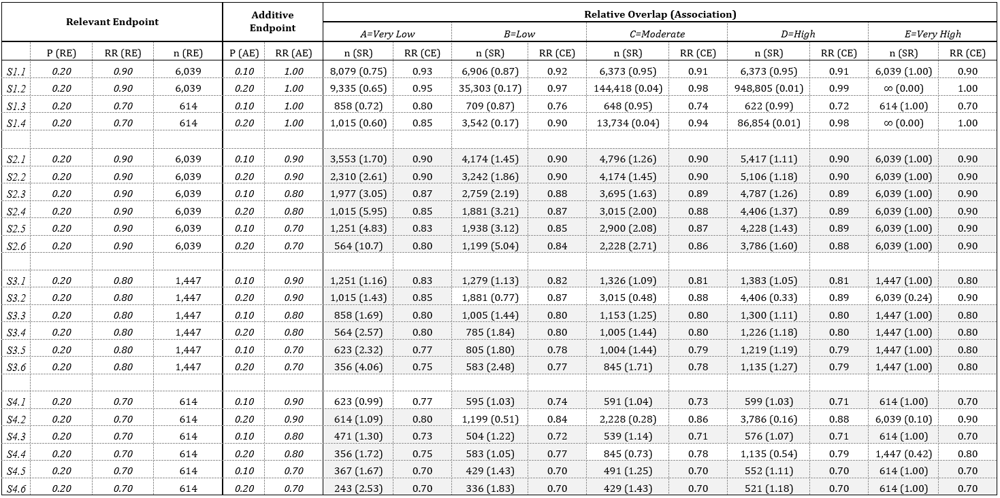 Relevant Endpoint Additive Endpoint Relative Overlap (Association)
A=Very Low B=Low C=Moderate D=High E=Very High
P (RE) RR (RE) n (RE) P (AE) RR (AE) n (SR) RR (CE) n (SR) RR (CE) n (SR) RR (CE) n (SR) RR (CE) n (SR) RR (CE)
S1.1 0.20 0.90 6,039 0.10 1.00 8,079 (0.75) 0.93 6,906 (0.87) 0.92 6,373 (0.95) 0.91 6,373 (0.95) 0.91 6,039 (1.00) 0.90
S1.2 0.20 0.90 6,039 0.20 1.00 9,335 (0.65) 0.95 35,303 (0.17) 0.97 144,418 (0.04) 0.98 948,805 (0.01) 0.99 ∞ (0.00) 1.00
S1.3 0.20 0.70 614 0.10 1.00 858 (0.72) 0.80 709 (0.87) 0.76 648 (0.95) 0.74 622 (0.99) 0.72 614 (1.00) 0.70
S1.4 0.20 0.70 614 0.20 1.00 1,015 (0.60) 0.85 3,542 (0.17) 0.90 13,734 (0.04) 0.94 86,854 (0.01) 0.98 ∞ (0.00) 1.00
S2.1 0.20 0.90 6,039 0.10 0.90 3,553 (1.70) 0.90 4,174 (1.45) 0.90 4,796 (1.26) 0.90 5,417 (1.11) 0.90 6,039 (1.00) 0.90
S2.2 0.20 0.90 6,039 0.20 0.90 2,310 (2.61) 0.90 3,242 (1.86) 0.90 4,174 (1.45) 0.90 5,106 (1.18) 0.90 6,039 (1.00) 0.90
S2.3 0.20 0.90 6,039 0.10 0.80 1,977 (3.05) 0.87 2,759 (2.19) 0.88 3,695 (1.63) 0.89 4,787 (1.26) 0.89 6,039 (1.00) 0.90
S2.4 0.20 0.90 6,039 0.20 0.80 1,015 (5.95) 0.85 1,881 (3.21) 0.87 3,015 (2.00) 0.88 4,406 (1.37) 0.89 6,039 (1.00) 0.90
S2.5 0.20 0.90 6,039 0.10 0.70 1,251 (4.83) 0.83 1,938 (3.12) 0.85 2,900 (2.08) 0.87 4,228 (1.43) 0.89 6,039 (1.00) 0.90
S2.6 0.20 0.90 6,039 0.20 0.70 564 (10.7) 0.80 1,199 (5.04) 0.84 2,228 (2.71) 0.86 3,786 (1.60) 0.88 6,039 (1.00) 0.90
S3.1 0.20 0.80 1,447 0.10 0.90 1,251 (1.16) 0.83 1,279 (1.13) 0.82 1,326 (1.09) 0.81 1,383 (1.05) 0.81 1,447 (1.00) 0.80
S3.2 0.20 0.80 1,447 0.20 0.90 1,015 (1.43) 0.85 1,881 (0.77) 0.87 3,015 (0.48) 0.88 4,406 (0.33) 0.89 6,039 (0.24) 0.90
S3.3 0.20 0.80 1,447 0.10 0.80 858 (1.69) 0.80 1,005 (1.44) 0.80 1,153 (1.25) 0.80 1,300 (1.11) 0.80 1,447 (1.00) 0.80
S3.4 0.20 0.80 1,447 0.20 0.80 564 (2.57) 0.80 785 (1.84) 0.80 1,005 (1.44) 0.80 1,226 (1.18) 0.80 1,447 (1.00) 0.80
S3.5 0.20 0.80 1,447 0.10 0.70 623 (2.32) 0.77 805 (1.80) 0.78 1,004 (1.44) 0.79 1,219 (1.19) 0.79 1,447 (1.00) 0.80
S3.6 0.20 0.80 1,447 0.20 0.70 356 (4.06) 0.75 583 (2.48) 0.77 845 (1.71) 0.78 1,135 (1.27) 0.79 1,447 (1.00) 0.80
S4.1 0.20 0.70 614 0.10 0.90 623 (0.99) 0.77 595 (1.03) 0.74 591 (1.04) 0.73 599 (1.03) 0.71 614 (1.00) 0.70
S4.2 0.20 0.70 614 0.20 0.90 614 (1.09) 0.80 1,199 (0.51) 0.84 2,228 (0.28) 0.86 3,786 (0.16) 0.88 6,039 (0.10) 0.90
S4.3 0.20 0.70 614 0.10 0.80 471 (1.30) 0.73 504 (1.22) 0.72 539 (1.14) 0.71 576 (1.07) 0.71 614 (1.00) 0.70
S4.4 0.20 0.70 614 0.20 0.80 356 (1.72) 0.75 583 (1.05) 0.77 845 (0.73) 0.78 1,135 (0.54) 0.79 1,447 (0.42) 0.80
S4.5 0.20 0.70 614 0.10 0.70 367 (1.67) 0.70 429 (1.43) 0.70 491 (1.25) 0.70 552 (1.11) 0.70 614 (1.00) 0.70
S4.6 0.20 0.70 614 0.20 0.70 243 (2.53) 0.70 336 (1.83) 0.70 429 (1.43) 0.70 521 (1.18) 0.70 614 (1.00) 0.70